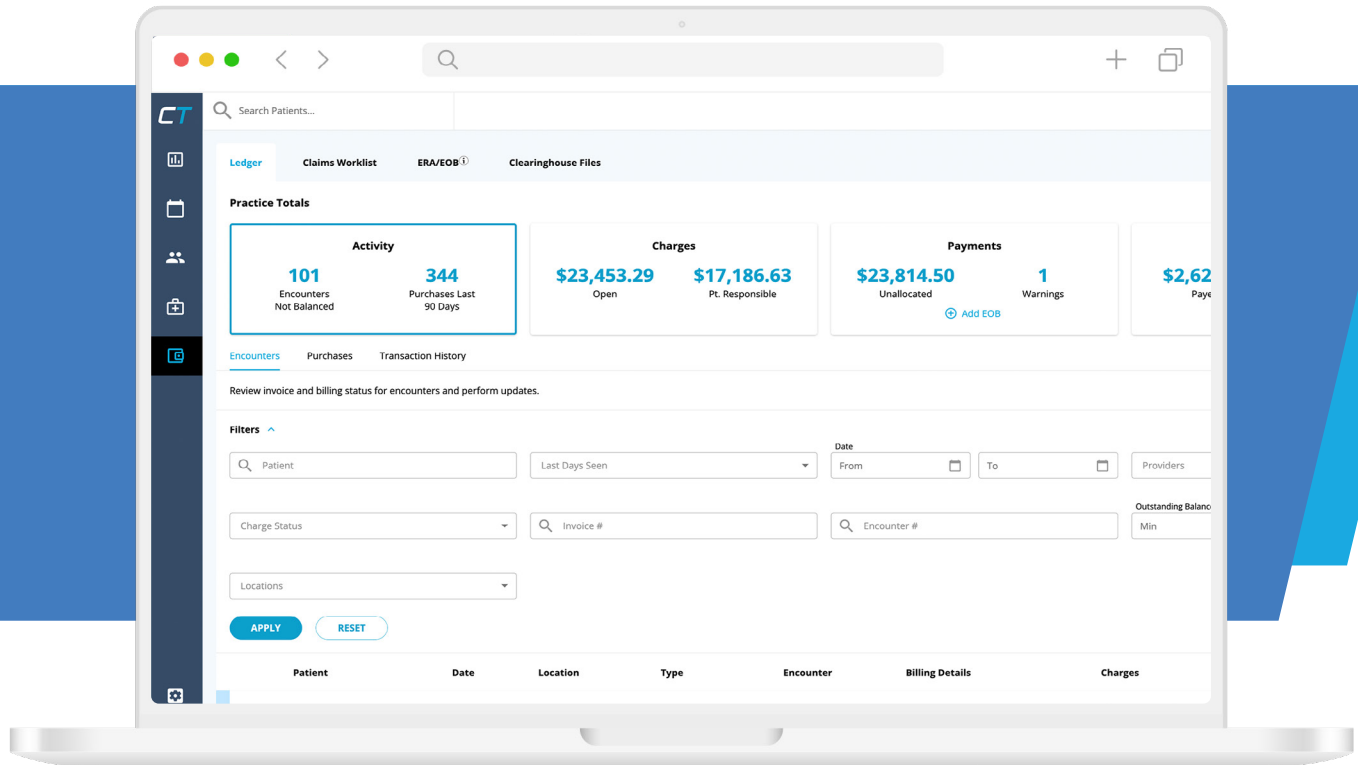 CT
Search Patients...
Ledger Claims Worklist ERA/EOB Clearinghouse Files
Practice Totals
Activity
101 344
Encounters Purchases Last
Not Balanced 90 Days
Charges
$23,453.29 $17,186.63
Open Pt. Responsible
Payments
$23,814.50 1
Unallocated Warnings
Add EOB
$2,62
Paye
Encounters Purchases Transaction History
Review invoice and billing status for encounters and perform updates.
Filters
Date
Patient Last Days Seen From To Providers
Outstanding Balanc
Charge Status Invoice # Encounter # Min
Locations
APPLY RESET
Patient Date Location Type Encounter Billing Details Charges